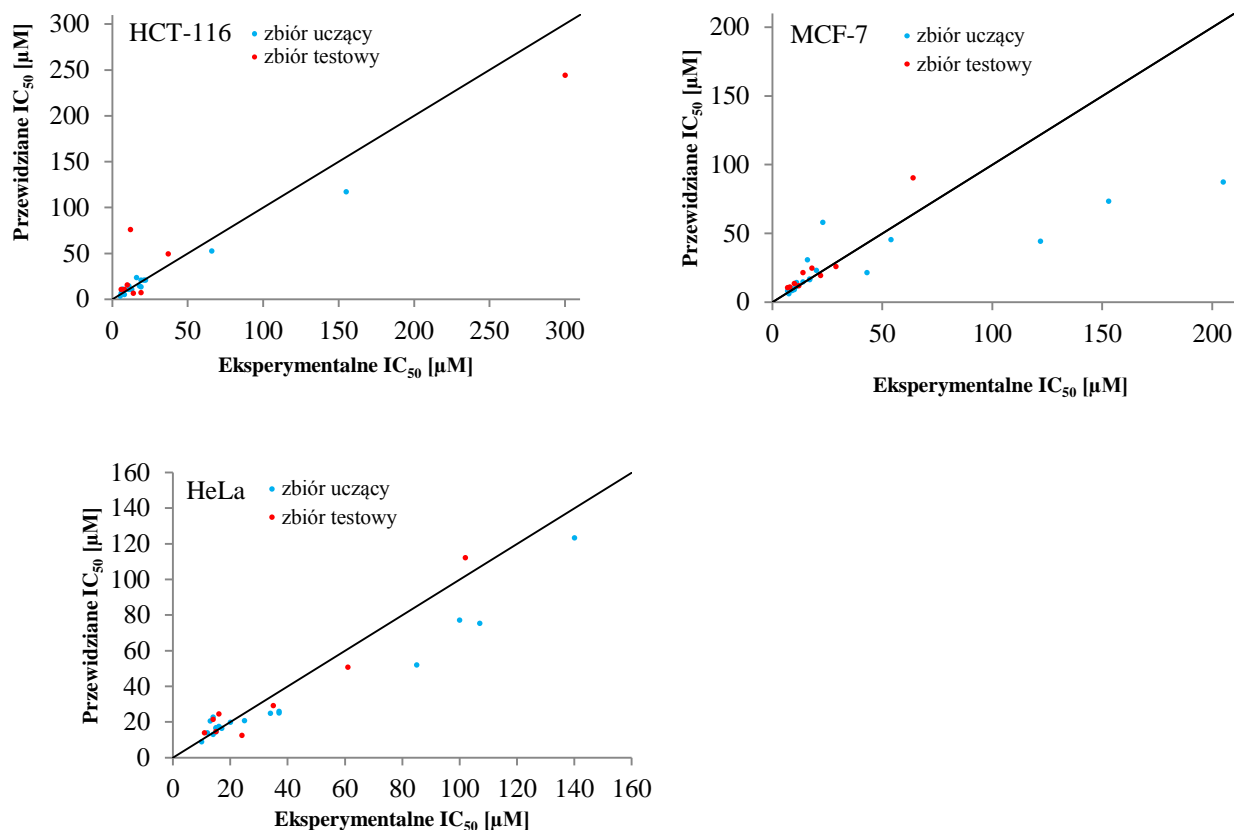 HCT-116
zbiór uczący
zbiór testowy
Przewidziane IC50 [µM]
300
250
200
150
100
50
0
0 50 100 150 200 250 300
Eksperymentalne IC50 [µM]
MCF-7
zbiór uczący
zbiór testowy
Przewidziane IC50 [µM]
200
150
100
50
0
0 50 100 150 200
Eksperymentalne IC50 [µM]
HeLa
zbiór uczący
zbiór testowy
Przewidziane IC50 [µM]
160
140
120
100
80
60
40
20
0
0 20 40 60 80 100 120 140 160
Eksperymentalne IC50 [µM]